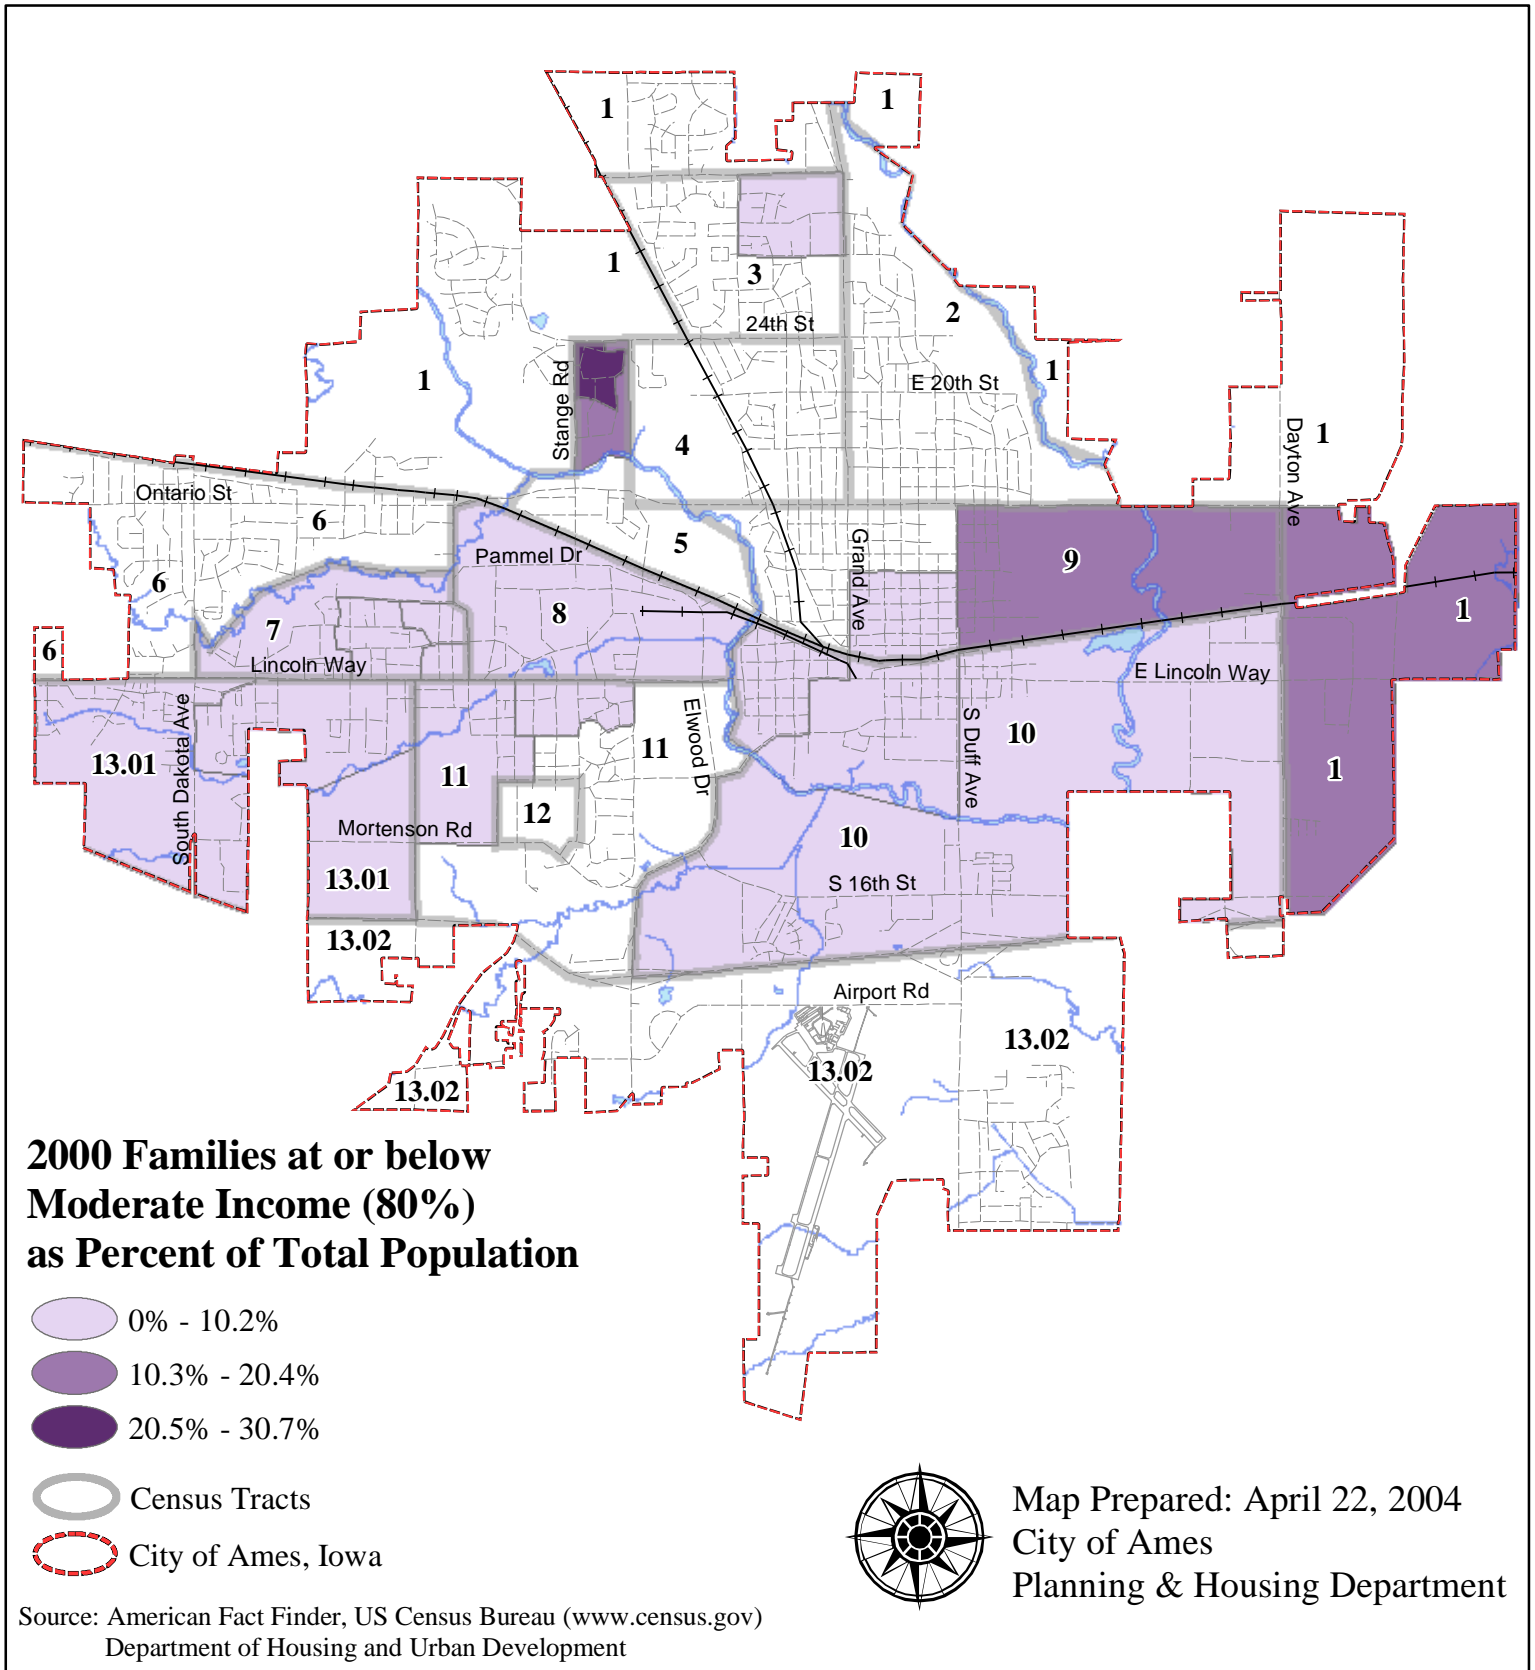 1
1
1
3
24th St
2
1
E 20th St
1
Stange Rd
4
Dayton Ave
1
Ontario St
6
5
Pammel Dr
Grand Ave
9
6
8
7
1
6
Lincoln Way
E Lincoln Way
South Dakota Ave
13.01
11
Elwood Dr
11
S Duff Ave
10
1
12
Mortenson Rd
10
13.01
S 16th St
13.02
Airport Rd
13.02
13.02
13.02
2000 Families at or below
Moderate Income (80%)
as Percent of Total Population
0% - 10.2%
10.3% - 20.4%
20.5% - 30.7%
Census Tracts
City of Ames, Iowa
Map Prepared: April 22, 2004
City of Ames
Planning & Housing Department
Source: American Fact Finder, US Census Bureau (www.census.gov)
Department of Housing and Urban Development